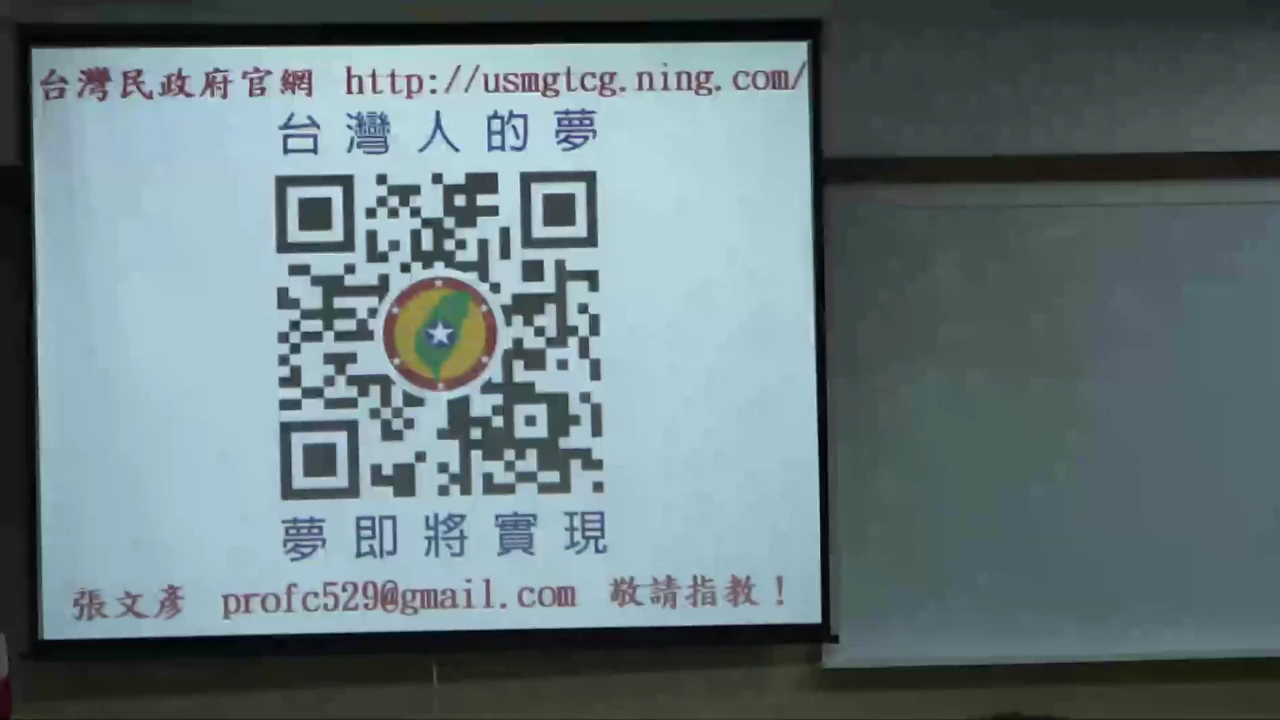 台灣民政府官網 http://usmgtcg.ning.com/
台灣人的夢
夢即將實現
張文彥 profc529@gmail.com 敬請指教！